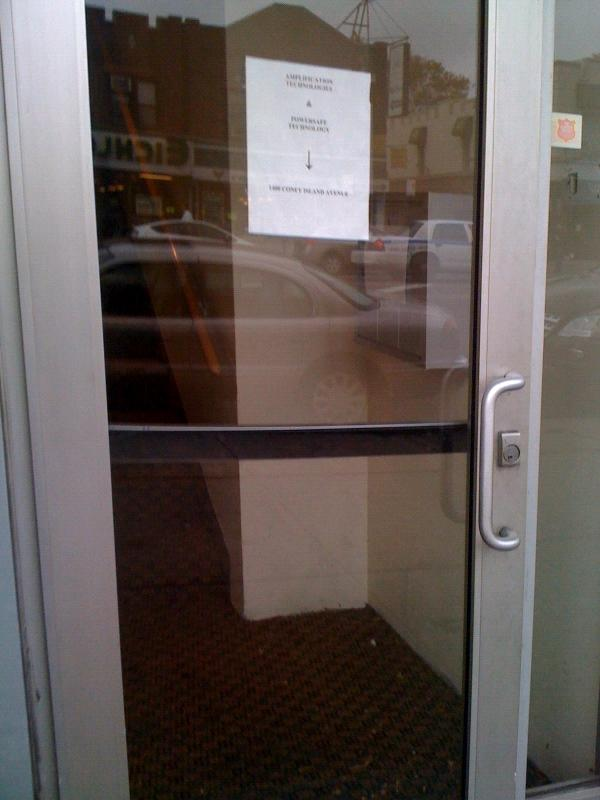 AMPLIFICATION
TECHNOLOGIES
&
POWERSAFE
TECHNOLOGY
1400 CONEY ISLAND AVENUE